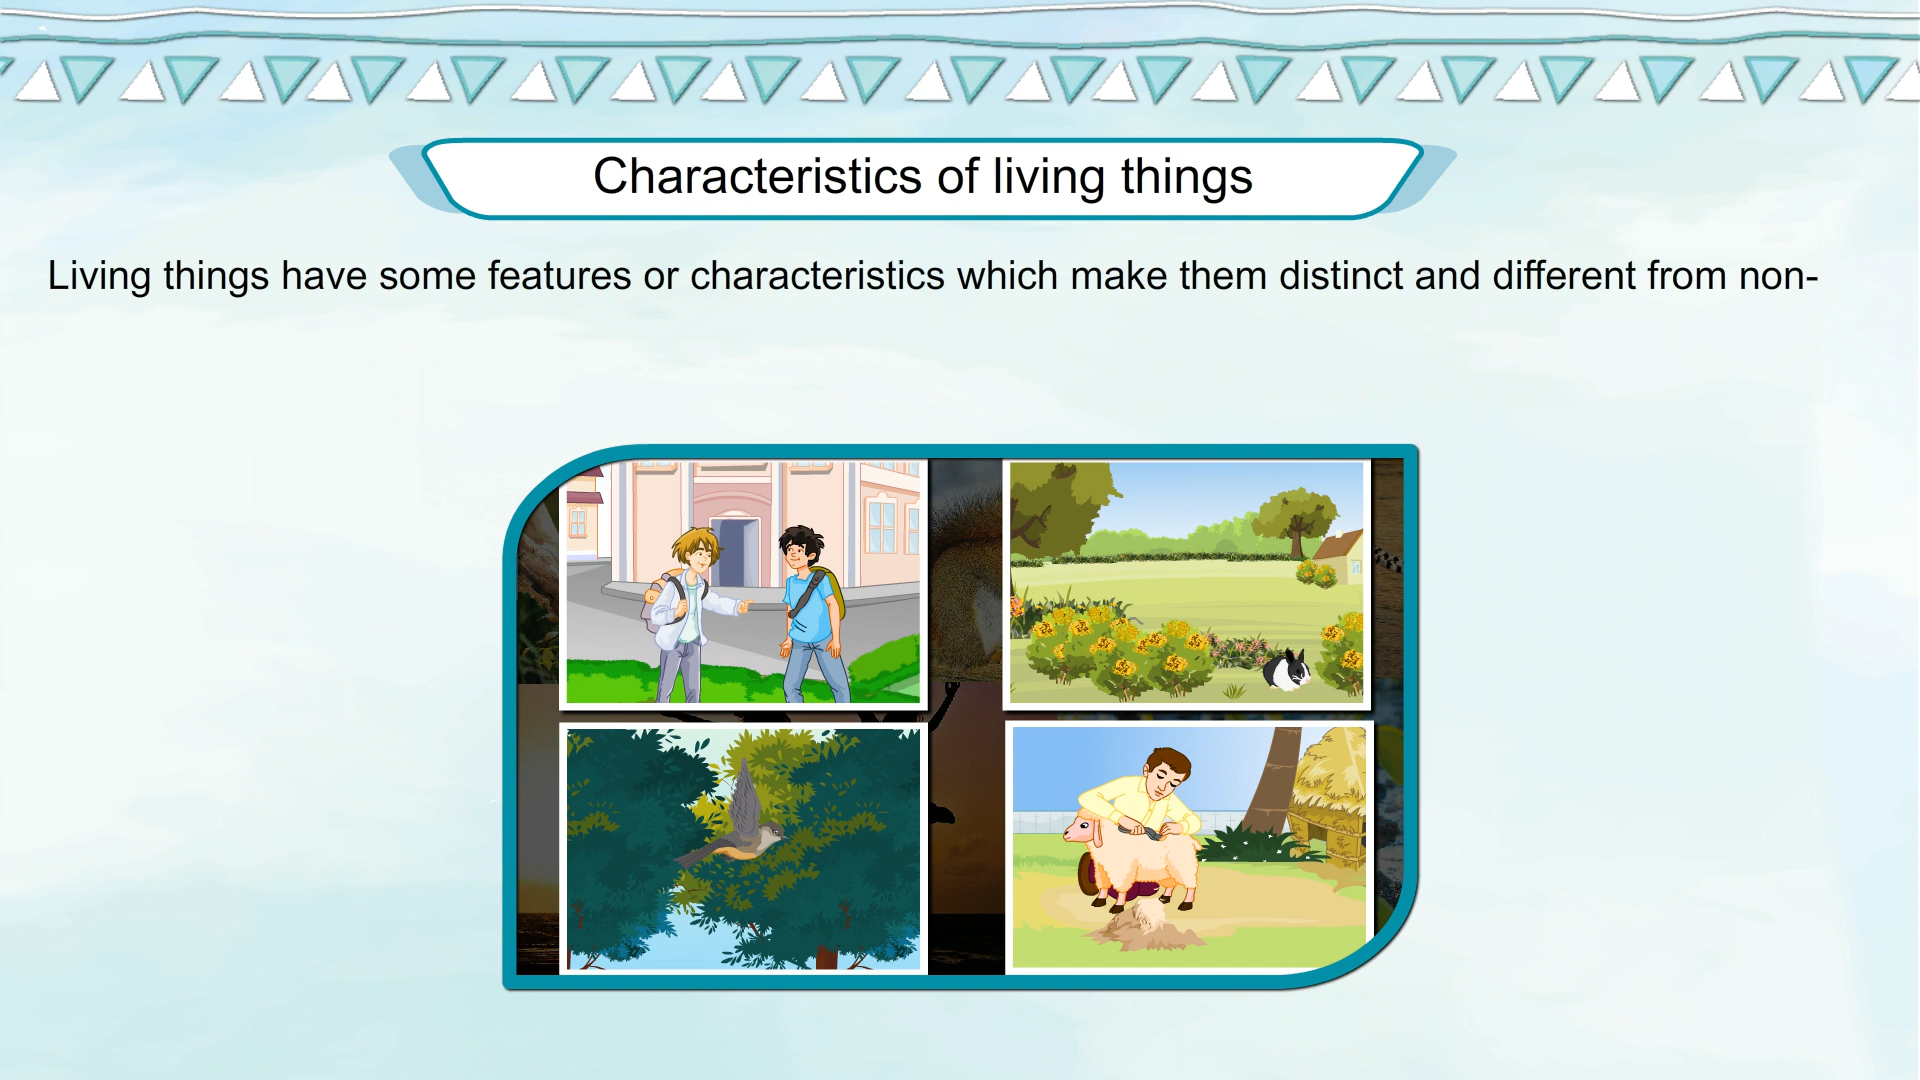 Characteristics of living things
Living things have some features or characteristics which make them distinct and different from non-